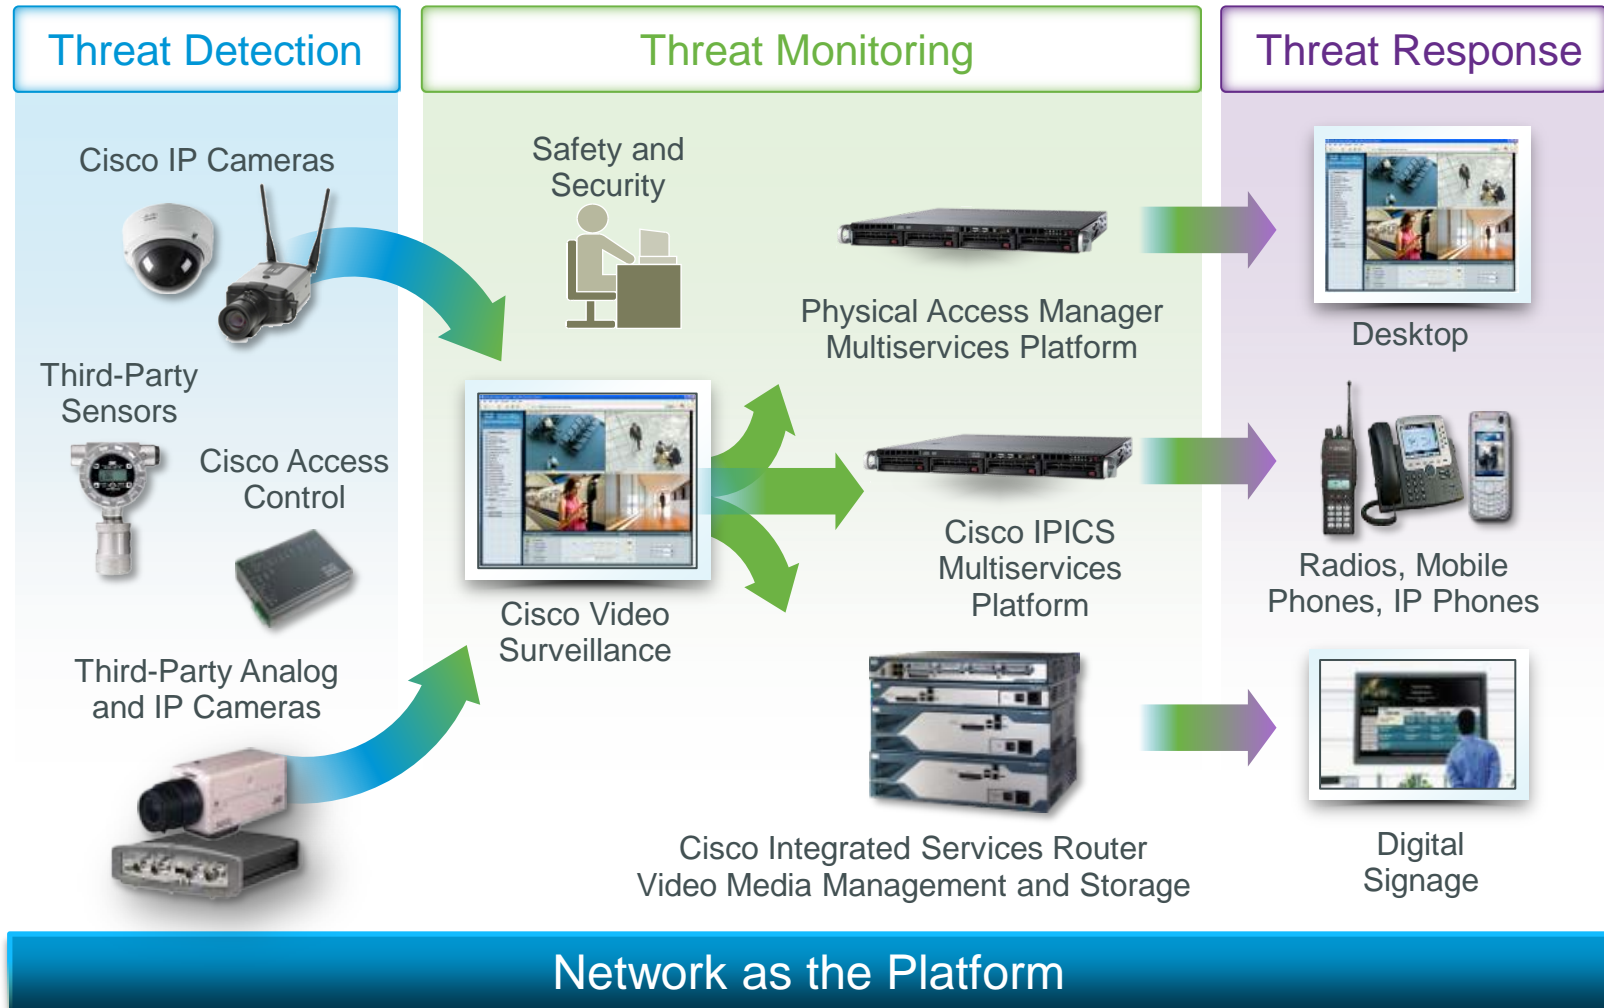 Threat Detection
Threat Monitoring
Threat Response
Cisco IP Cameras
Third-Party
Sensors
Cisco Access
Control
Third-Party Analog
and IP Cameras
Safety and
Security
Cisco Video
Surveillance
Physical Access Manager
Multiservices Platform
Cisco IPICS
Multiservices
Platform
Cisco Integrated Services Router
Video Media Management and Storage
Desktop
Radios, Mobile
Phones, IP Phones
Digital
Signage
Network as the Platform